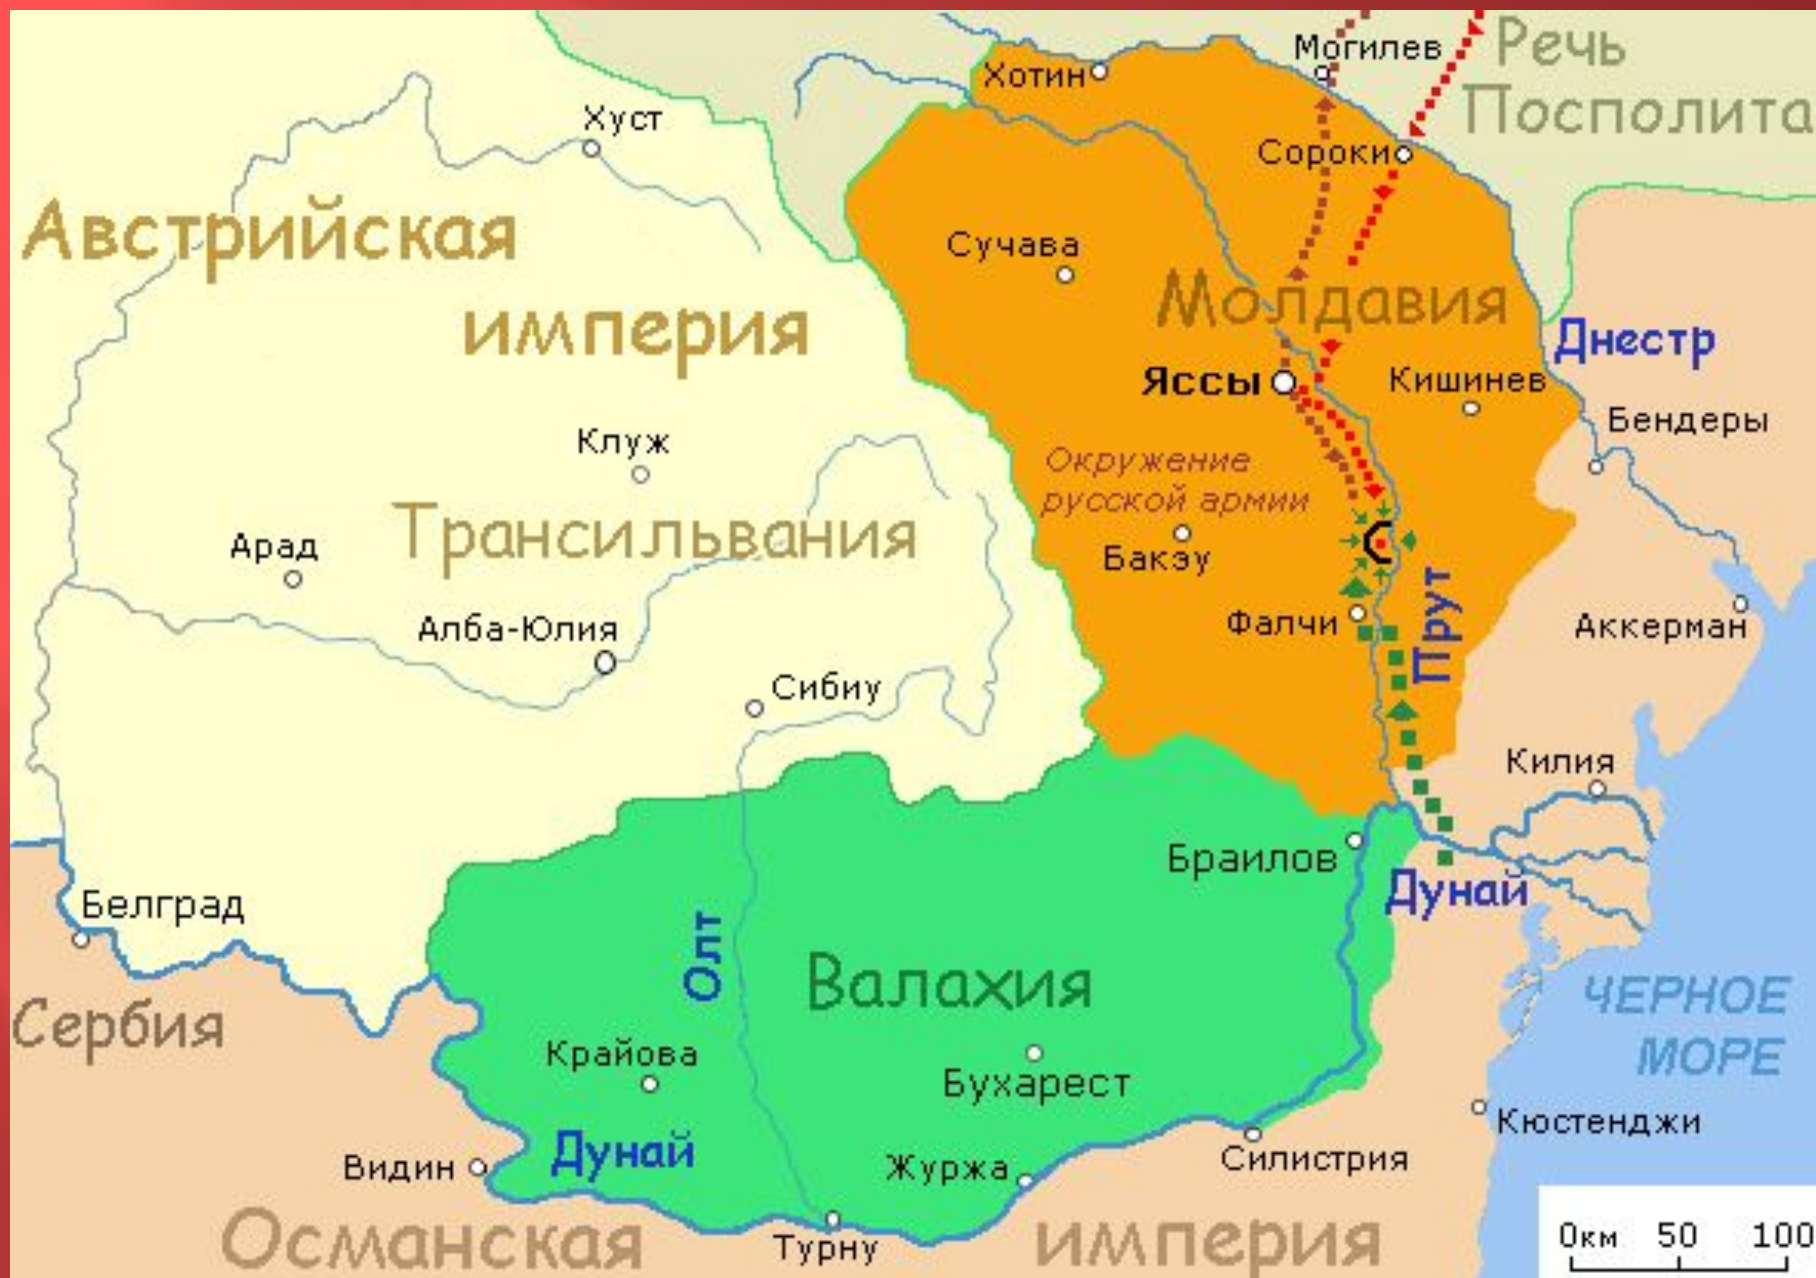 Речь
Посполита
Могилев
Хотин
Хуст
Сороки
Австрийская
империя
Сучава
Молдавия
Днестр
Яссы
Кишинев
Бендеры
Клуж
Окружение
русской армии
Трансильвания
Арад
Бакэу
Прут
Фалчи
Аккерман
Алба-Юлия
Сибиу
Килия
Браилов
Дунай
Белград
Олт
Валахия
ЧЕРНОЕ
МОРЕ
Сербия
Крайова
Бухарест
Кюстенджи
Видин
Дунай
Журжа
Силистрия
Османская империя
Турну
0км 50 100